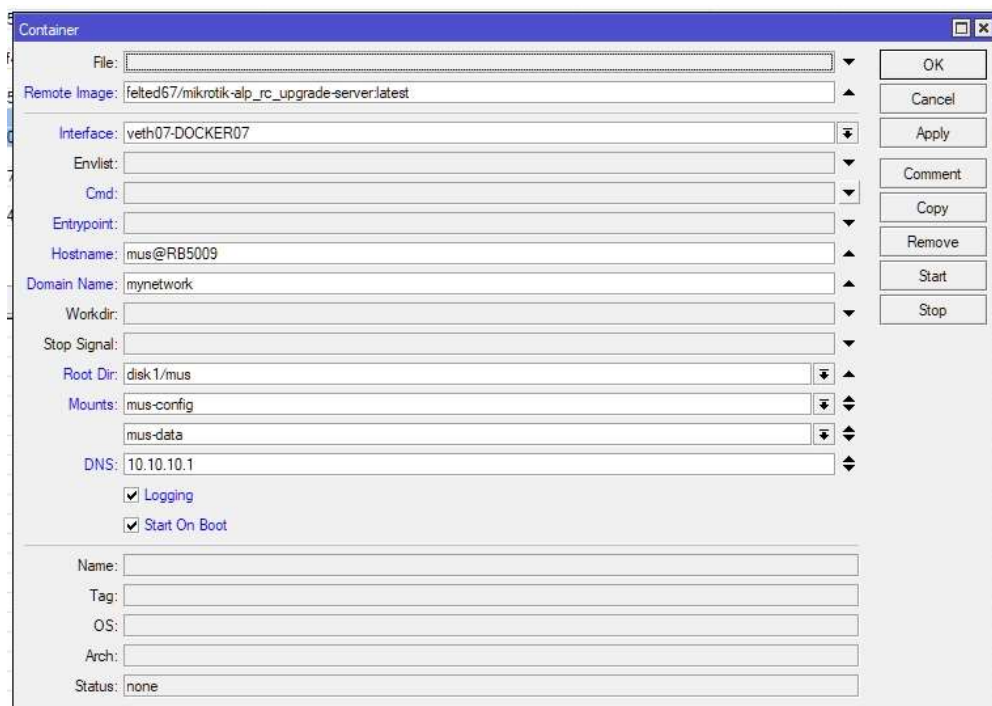 Container
File:
OK
Remote Image: felted67/mikrotik-alp_rc_upgrade-server:latest
Cancel
Interface: veth07-DOCKER07
Apply
Envlist:
Cmd:
Comment
Entrypoint:
Copy
Hostname: mus@RB5009
Remove
Domain Name: mynetwork
Start
Workdir:
Stop
Stop Signal:
Root Dir: disk1/mus
Mounts: mus-config
mus-data
DNS: 10.10.10.1
Logging
Start On Boot
Name:
Tag:
OS:
Arch:
Status: none